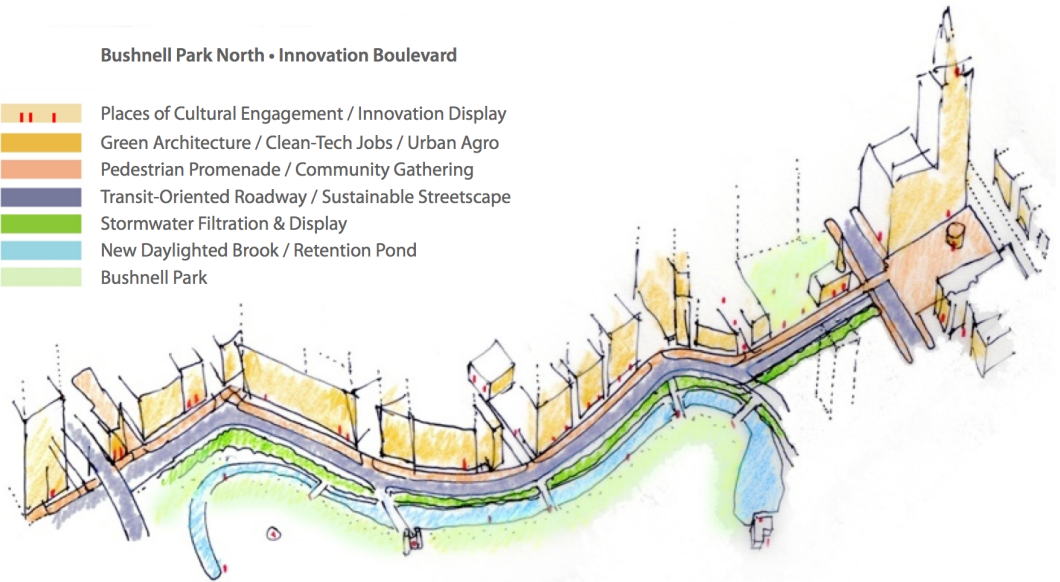 Bushnell Park North • Innovation Boulevard
Places of Cultural Engagement / Innovation Display
Green Architecture / Clean-Tech Jobs / Urban Agro
Pedestrian Promenade / Community Gathering
Transit-Oriented Roadway / Sustainable Streetscape
Stormwater Filtration & Display
New Daylighted Brook / Retention Pond
Bushnell Park